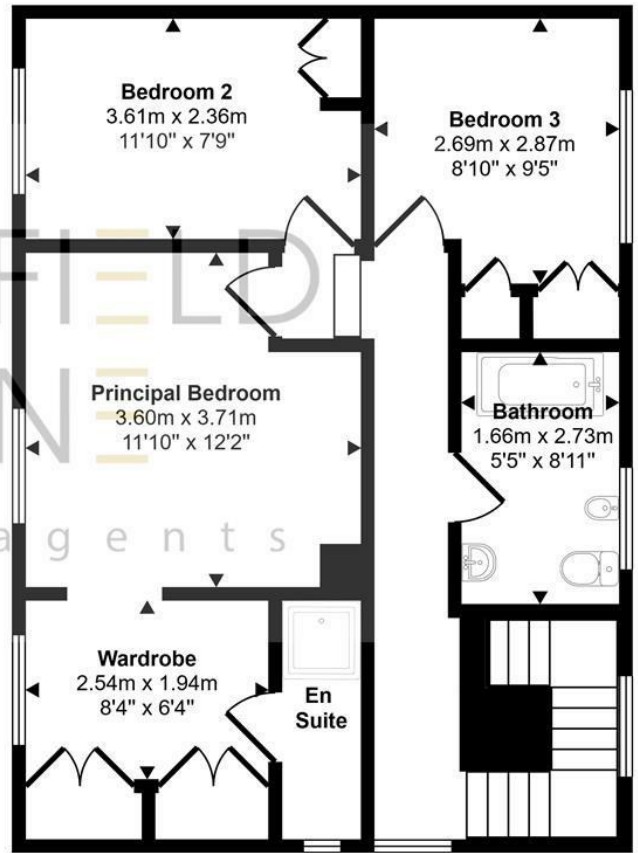 Bedroom 2
3.61m x 2.36m
11'10" x 7'9"
Bedroom 3
2.69m x 2.87m
8'10" x 9'5"
FIELD
Principal Bedroom
3.60m x 3.71m
11'10" x 12'2"
NE
Bathroom
1.66m x 2.73m
5'5" x 8'11"
agents
Wardrobe
2.54m x 1.94m
8'4" x 6'4"
En
Suite